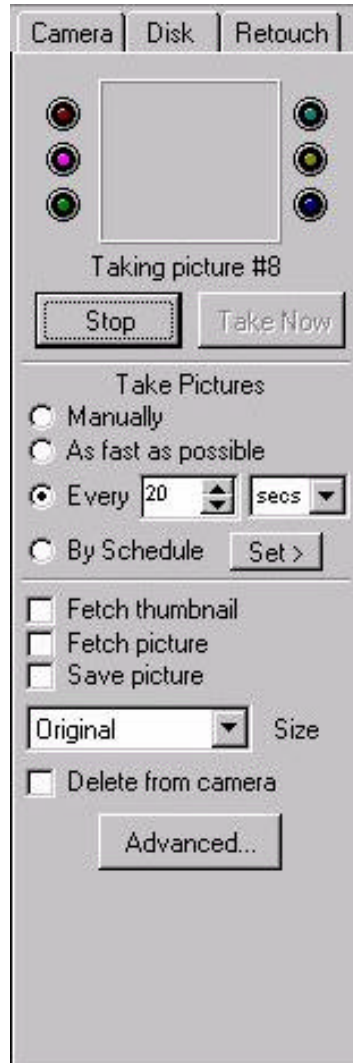 Camera Disk Retouch
Taking picture #8
Stop Take Now
Take Pictures
Manually
As fast as possible
Every 20 secs
By Schedule Set >
Fetch thumbnail
Fetch picture
Save picture
Original Size
Delete from camera
Advanced...